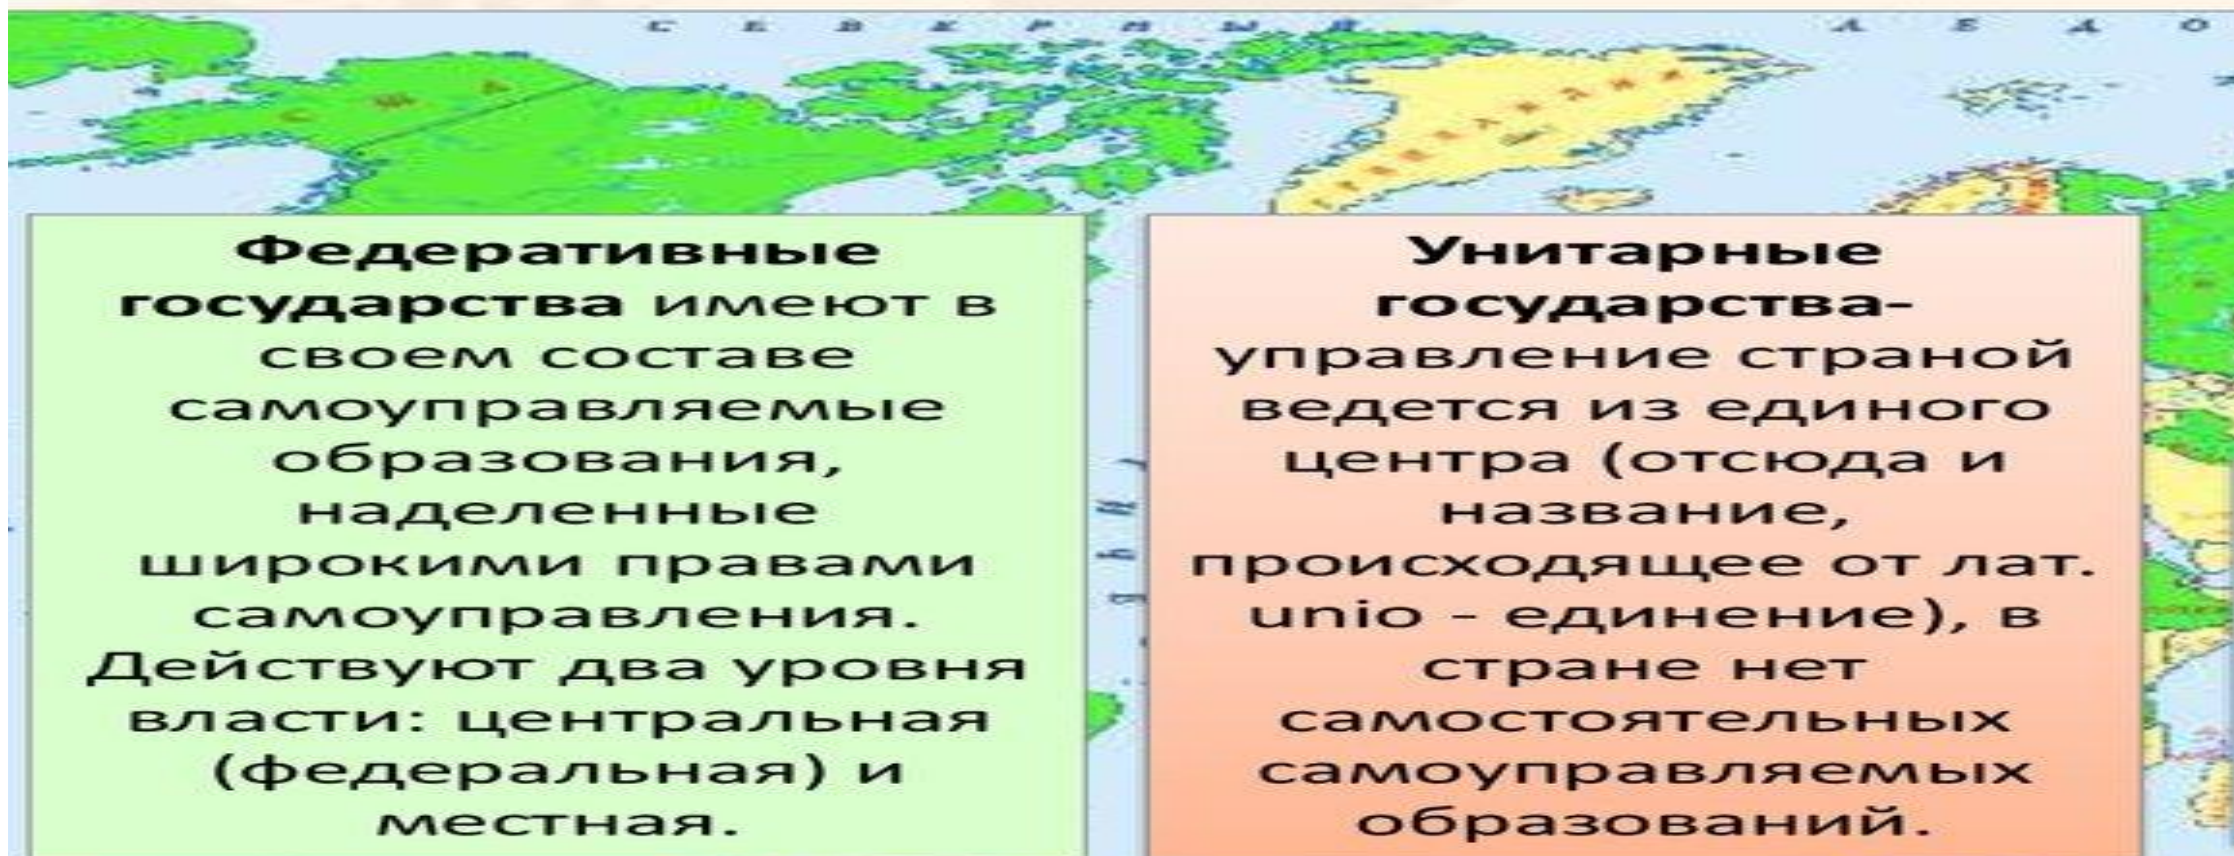 С Е В Е Р Н Ы Й
Л Е Д О
С Ш А
Г Р Е Н Л А Н Д И Я
Федеративные
государства имеют в
своем составе
самоуправляемые
образования,
наделенные
широкими правами
самоуправления.
Действуют два уровня
власти: центральная
(федеральная) и
местная.
Унитарные
государства-
управление страной
ведется из единого
центра (отсюда и
название,
происходящее от лат.
unio - единение), в
стране нет
самостоятельных
самоуправляемых
образований.